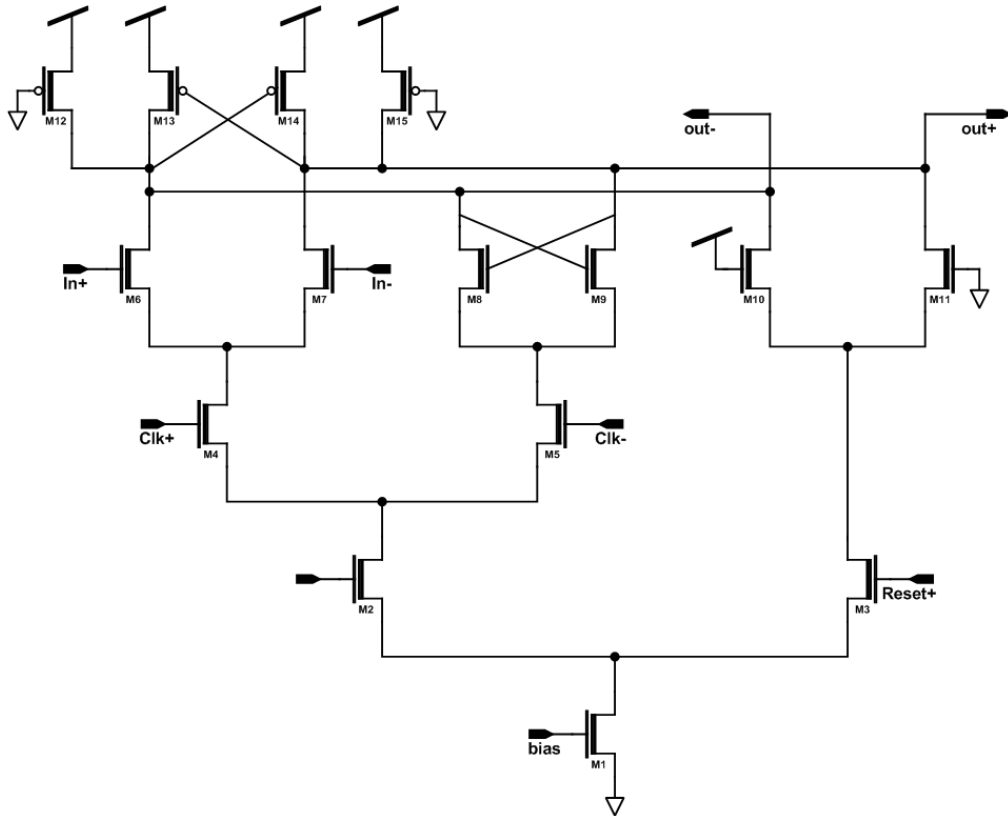 M12
M13
M14
M15
out-
out+
In+
M6
M7
In-
M8
M9
M10
M11
Clk+
M4
M5
Clk-
M2
M3
Reset+
bias
M1